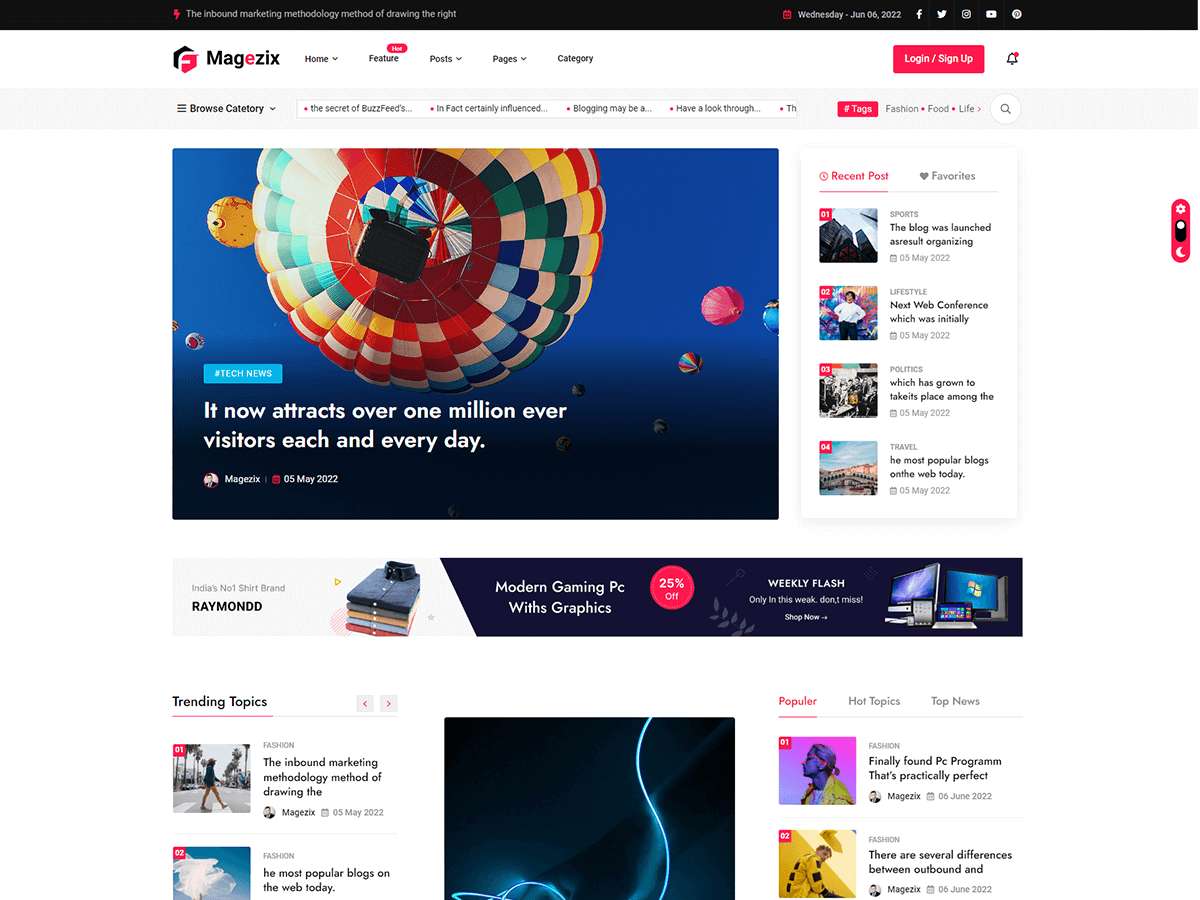 The inbound marketing methodology method of drawing the right
Wednesday - Jun 06, 2022
Magezix
Home
Feature
Hot
Posts
Pages
Category
Login / Sign Up
Browse Catetory
• the secret of BuzzFeed's...
• In Fact certainly influenced...
• Blogging may be a...
• Have a look through...
• Th
# Tags
Fashion • Food • Life
#TECH NEWS
It now attracts over one million ever
visitors each and every day.
Magezix
05 May 2022
Recent Post
Favorites
01
SPORTS
The blog was launched
asresult organizing
05 May 2022
02
LIFESTYLE
Next Web Conference
which was initially
05 May 2022
03
POLITICS
which has grown to
takeits place among the
05 May 2022
04
TRAVEL
he most popular blogs
onthe web today.
05 May 2022
India's No1 Shirt Brand
RAYMONDD
Modern Gaming Pc
Withs Graphics
25%
Off
WEEKLY FLASH
Only In this weak. don,t miss!
Shop Now →
Trending Topics
01
FASHION
The inbound marketing
methodology method of
drawing the
Magezix
05 May 2022
02
FASHION
he most popular blogs on
the web today.
Populer
Hot Topics
Top News
01
FASHION
Finally found Pc Programm
That's practically perfect
Magezix
06 June 2022
02
FASHION
There are several differences
between outbound and
Magezix
06 June 2022